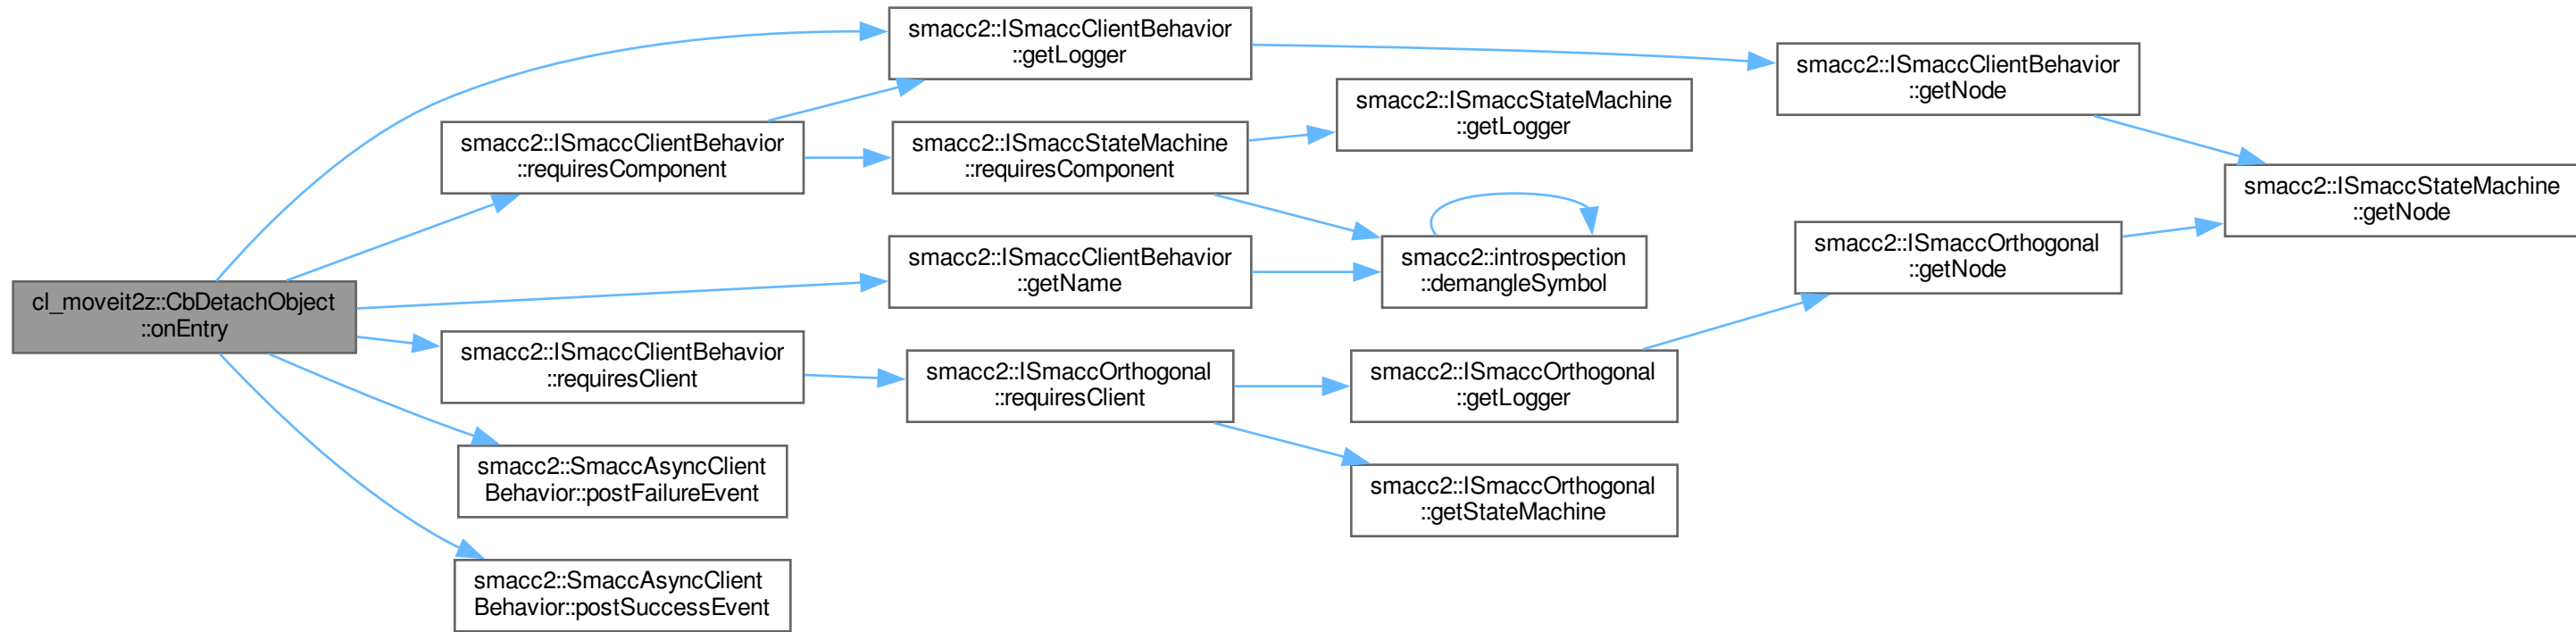 cl_moveit2z::CbDetachObject
::onEntry
smacc2::ISmaccClientBehavior
::getLogger
smacc2::ISmaccClientBehavior
::requiresComponent
smacc2::ISmaccStateMachine
::requiresComponent
smacc2::ISmaccStateMachine
::getLogger
smacc2::ISmaccClientBehavior
::getNode
smacc2::ISmaccStateMachine
::getNode
smacc2::ISmaccClientBehavior
::getName
smacc2::introspection
::demangleSymbol
smacc2::ISmaccOrthogonal
::getNode
smacc2::ISmaccClientBehavior
::requiresClient
smacc2::ISmaccOrthogonal
::requiresClient
smacc2::ISmaccOrthogonal
::getLogger
smacc2::ISmaccOrthogonal
::getStateMachine
smacc2::SmaccAsyncClient
Behavior::postFailureEvent
smacc2::SmaccAsyncClient
Behavior::postSuccessEvent